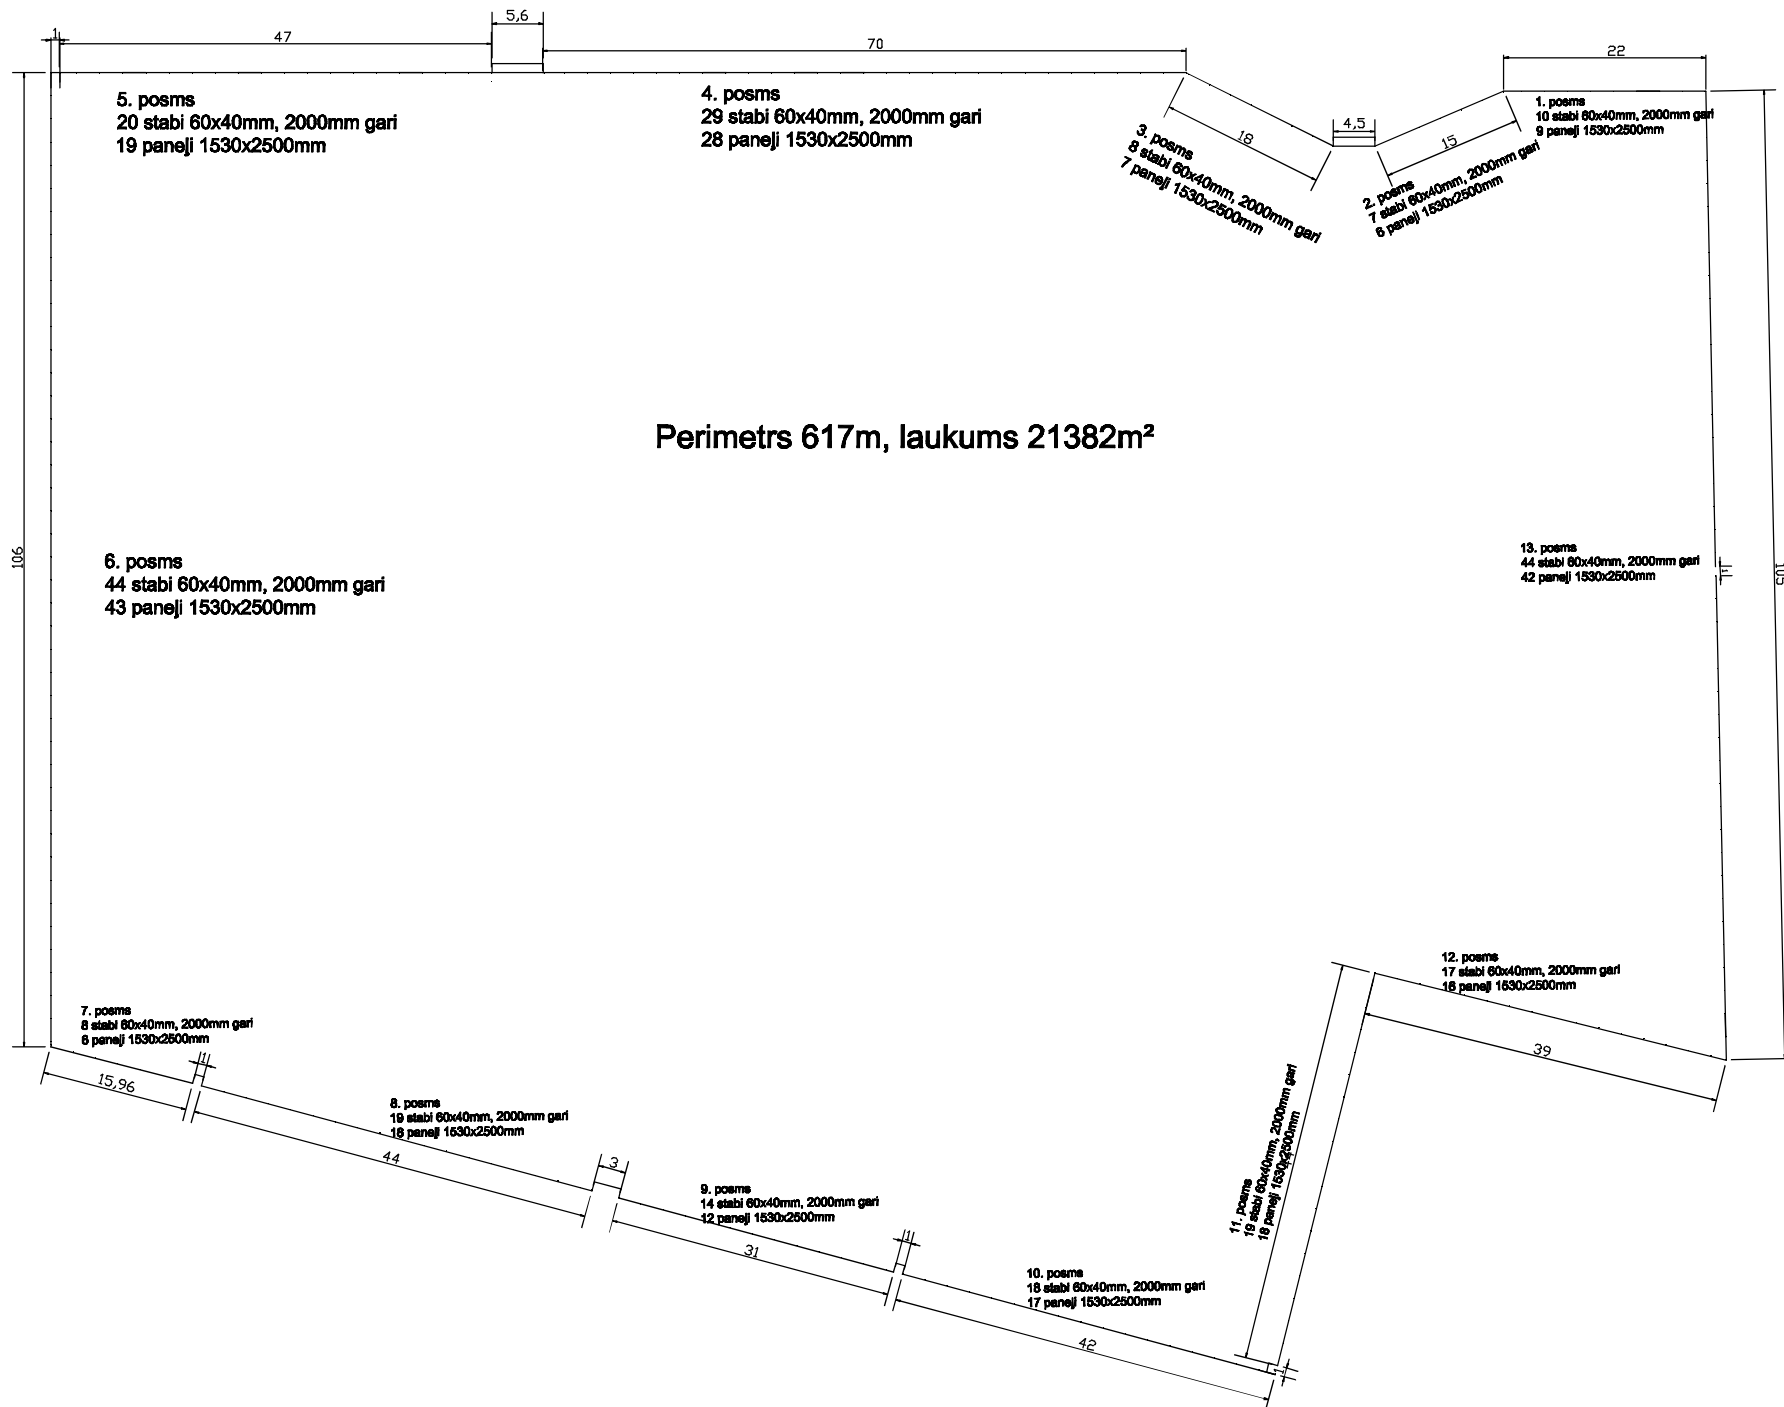 1
47
5,6
70
22
5. posms
20 stabi 60x40mm, 2000mm gari
19 paneļi 1530x2500mm
4. posms
29 stabi 60x40mm, 2000mm gari
28 paneļi 1530x2500mm
3. posms
8 stabi 60x40mm, 2000mm gari
7 paneļi 1530x2500mm
18
4,5
15
2. posms
7 stabi 60x40mm, 2000mm gari
6 paneļi 1530x2500mm
1. posms
10 stabi 60x40mm, 2000mm gari
9 paneļi 1530x2500mm
Perimetrs 617m, laukums 21382m²
106
6. posms
44 stabi 60x40mm, 2000mm gari
43 paneļi 1530x2500mm
13. posms
44 stabi 60x40mm, 2000mm gari
42 paneļi 1530x2500mm
1
105
7. posms
8 stabi 60x40mm, 2000mm gari
6 paneļi 1530x2500mm
15,96
1
8. posms
19 stabi 60x40mm, 2000mm gari
16 paneļi 1530x2500mm
44
3
9. posms
14 stabi 60x40mm, 2000mm gari
12 paneļi 1530x2500mm
31
1
10. posms
18 stabi 60x40mm, 2000mm gari
17 paneļi 1530x2500mm
42
1
11. posms
19 stabi 60x40mm, 2000mm gari
18 paneļi 1530x2500mm
12. posms
17 stabi 60x40mm, 2000mm gari
16 paneļi 1530x2500mm
39